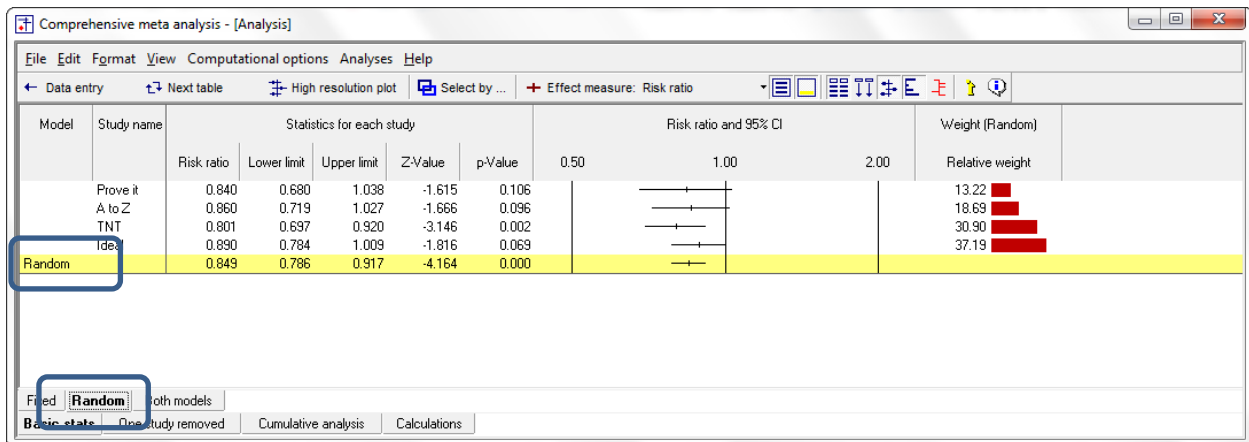 Comprehensive meta analysis - [Analysis]
File Edit Format View Computational options Analyses Help
Data entry Next table High resolution plot Select by ... Effect measure: Risk ratio
Model Study name Statistics for each study Risk ratio and 95% CI Weight (Random)
Risk ratio Lower limit Upper limit Z-Value p-Value 0.50 1.00 2.00 Relative weight
Prove it 0.840 0.680 1.038 -1.615 0.106 13.22
A to Z 0.860 0.719 1.027 -1.666 0.096 18.69
TNT 0.801 0.697 0.920 -3.146 0.002 30.90
Ideal 0.890 0.784 1.009 -1.816 0.069 37.19
Random 0.849 0.786 0.917 -4.164 0.000
Fixed Random Both models
Basic stats One study removed Cumulative analysis Calculations